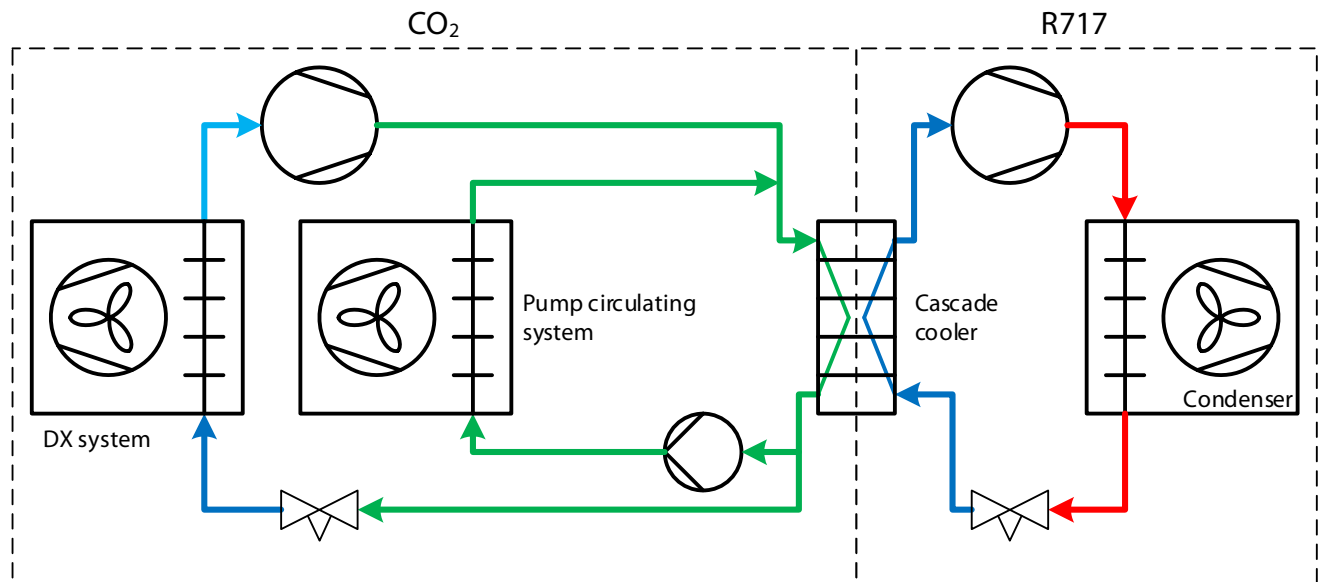 CO₂
R717
Pump circulating
system
Cascade
cooler
Condenser
DX system